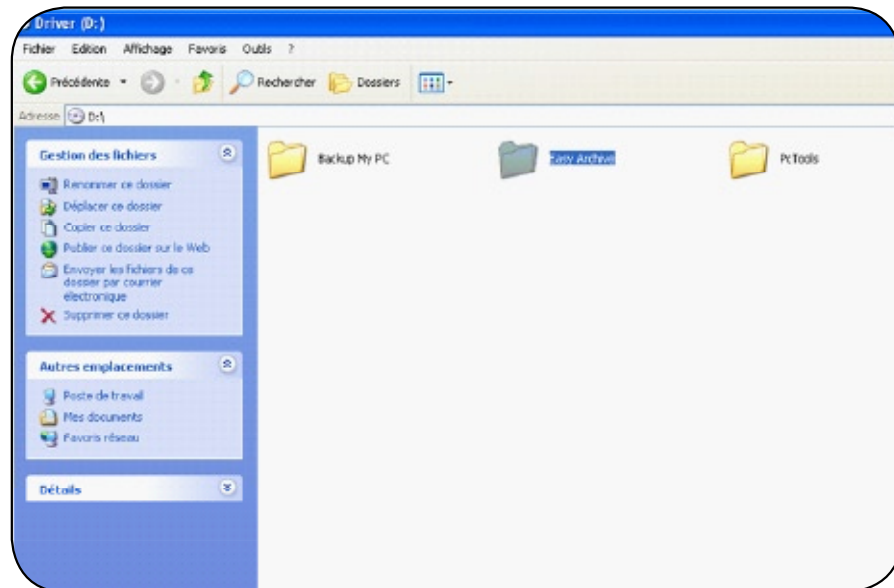 Driver (D:)
Fichier Edition Affichage Favoris Outils ?
Précédente Rechercher Dossiers
Adresse D:\
Gestion des fichiers
Renommer ce dossier
Déplacer ce dossier
Copier ce dossier
Publier ce dossier sur le Web
Envoyer les fichiers de ce
dossier par courrier
électronique
Supprimer ce dossier
Autres emplacements
Poste de travail
Mes documents
Favoris réseau
Détails
Backup My PC Easy Archive PcTools